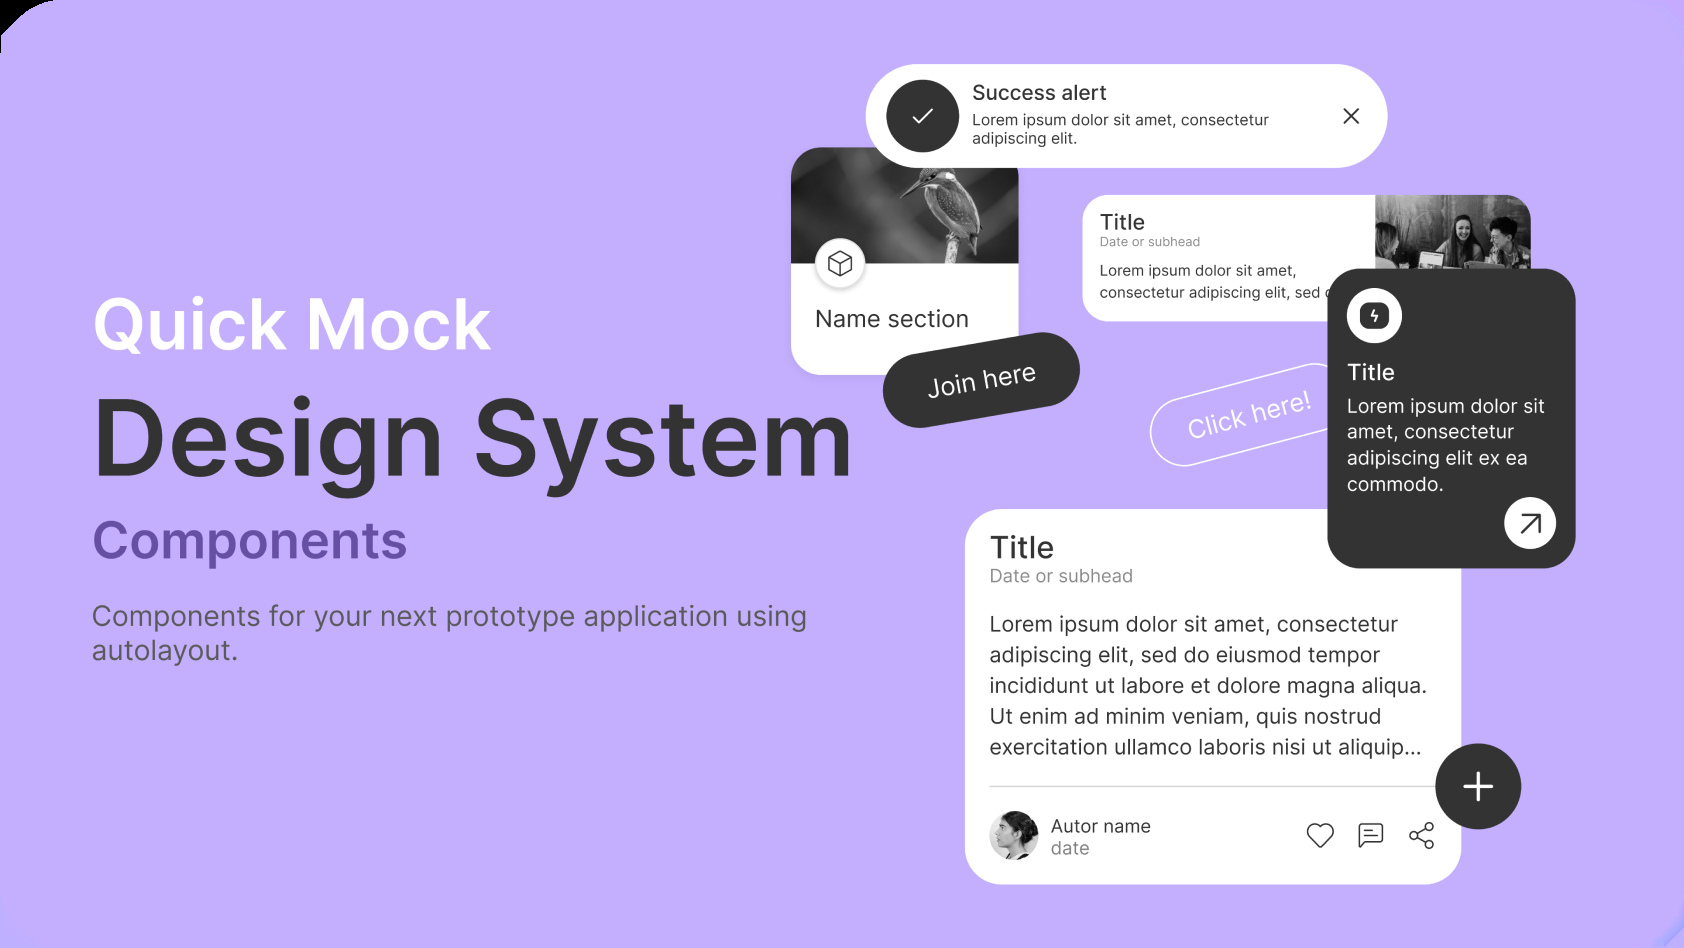 Quick Mock
Design System
Components
Components for your next prototype application using
autolayout.
Success alert
Lorem ipsum dolor sit amet, consectetur
adipiscing elit.
Name section
Join here
Title
Date or subhead
Lorem ipsum dolor sit amet,
consectetur adipiscing elit, sed
Click here!
Title
Lorem ipsum dolor sit
amet, consectetur
adipiscing elit ex ea
commodo.
Title
Date or subhead
Lorem ipsum dolor sit amet, consectetur
adipiscing elit, sed do eiusmod tempor
incididunt ut labore et dolore magna aliqua.
Ut enim ad minim veniam, quis nostrud
exercitation ullamco laboris nisi ut aliquip...
Autor name
date